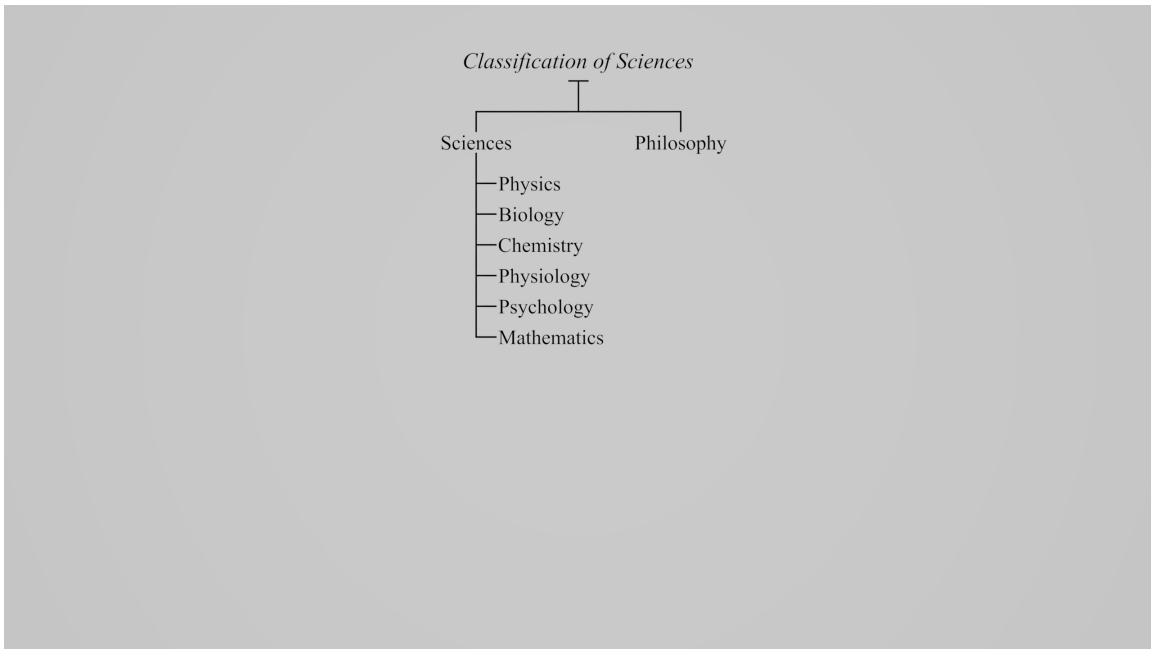 Classification of Sciences
Sciences
Philosophy
Physics
Biology
Chemistry
Physiology
Psychology
Mathematics